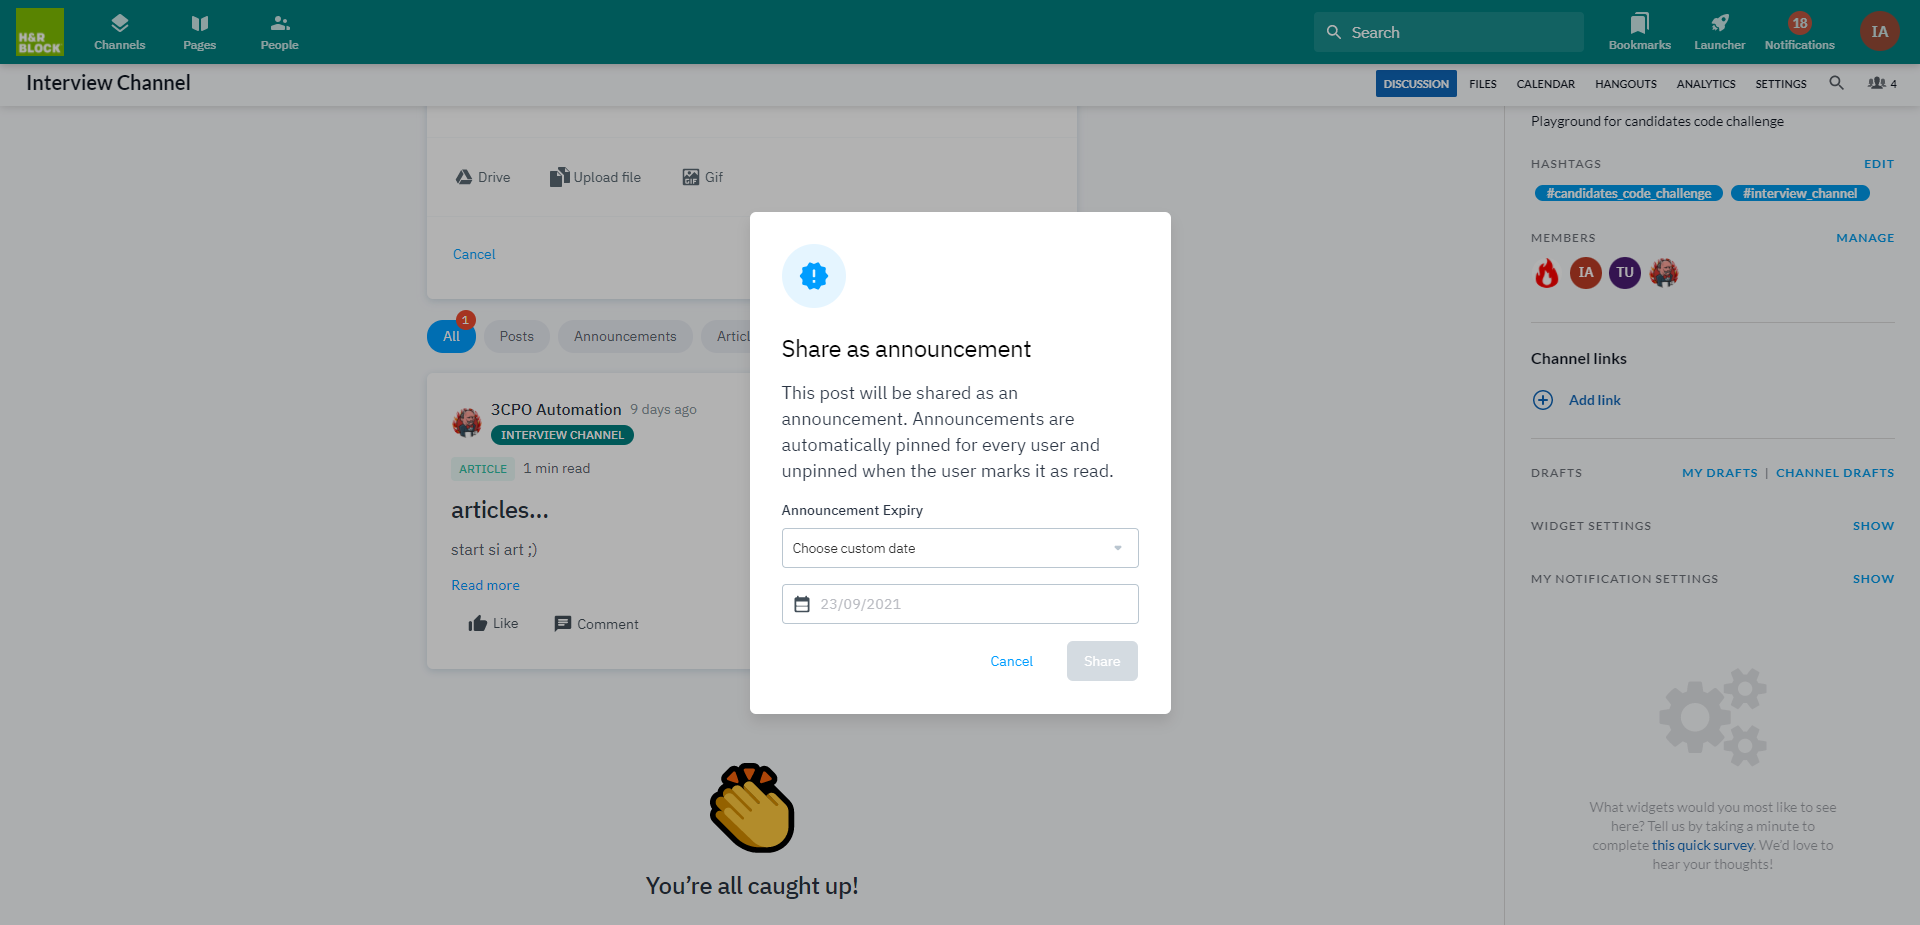 H&R
BLOCK
Channels
Pages
People
Search
Bookmarks
Launcher
18
Notifications
IA
Interview Channel
DISCUSSION
FILES
CALENDAR
HANGOUTS
ANALYTICS
SETTINGS
4
Drive
Upload file
GIF
Gif
Cancel
All
1
Posts
Announcements
Articl
3CPO Automation 9 days ago
INTERVIEW CHANNEL
ARTICLE 1 min read
articles...
start si art ;)
Read more
Like
Comment
You're all caught up!
Share as announcement
This post will be shared as an
announcement. Announcements are
automatically pinned for every user and
unpinned when the user marks it as read.
Announcement Expiry
Choose custom date
23/09/2021
Cancel
Share
Playground for candidates code challenge
HASHTAGS EDIT
#candidates_code_challenge #interview_channel
MEMBERS MANAGE
IA TU
Channel links
Add link
DRAFTS MY DRAFTS | CHANNEL DRAFTS
WIDGET SETTINGS SHOW
MY NOTIFICATION SETTINGS SHOW
What widgets would you most like to see
here? Tell us by taking a minute to
complete this quick survey. We'd love to
hear your thoughts!